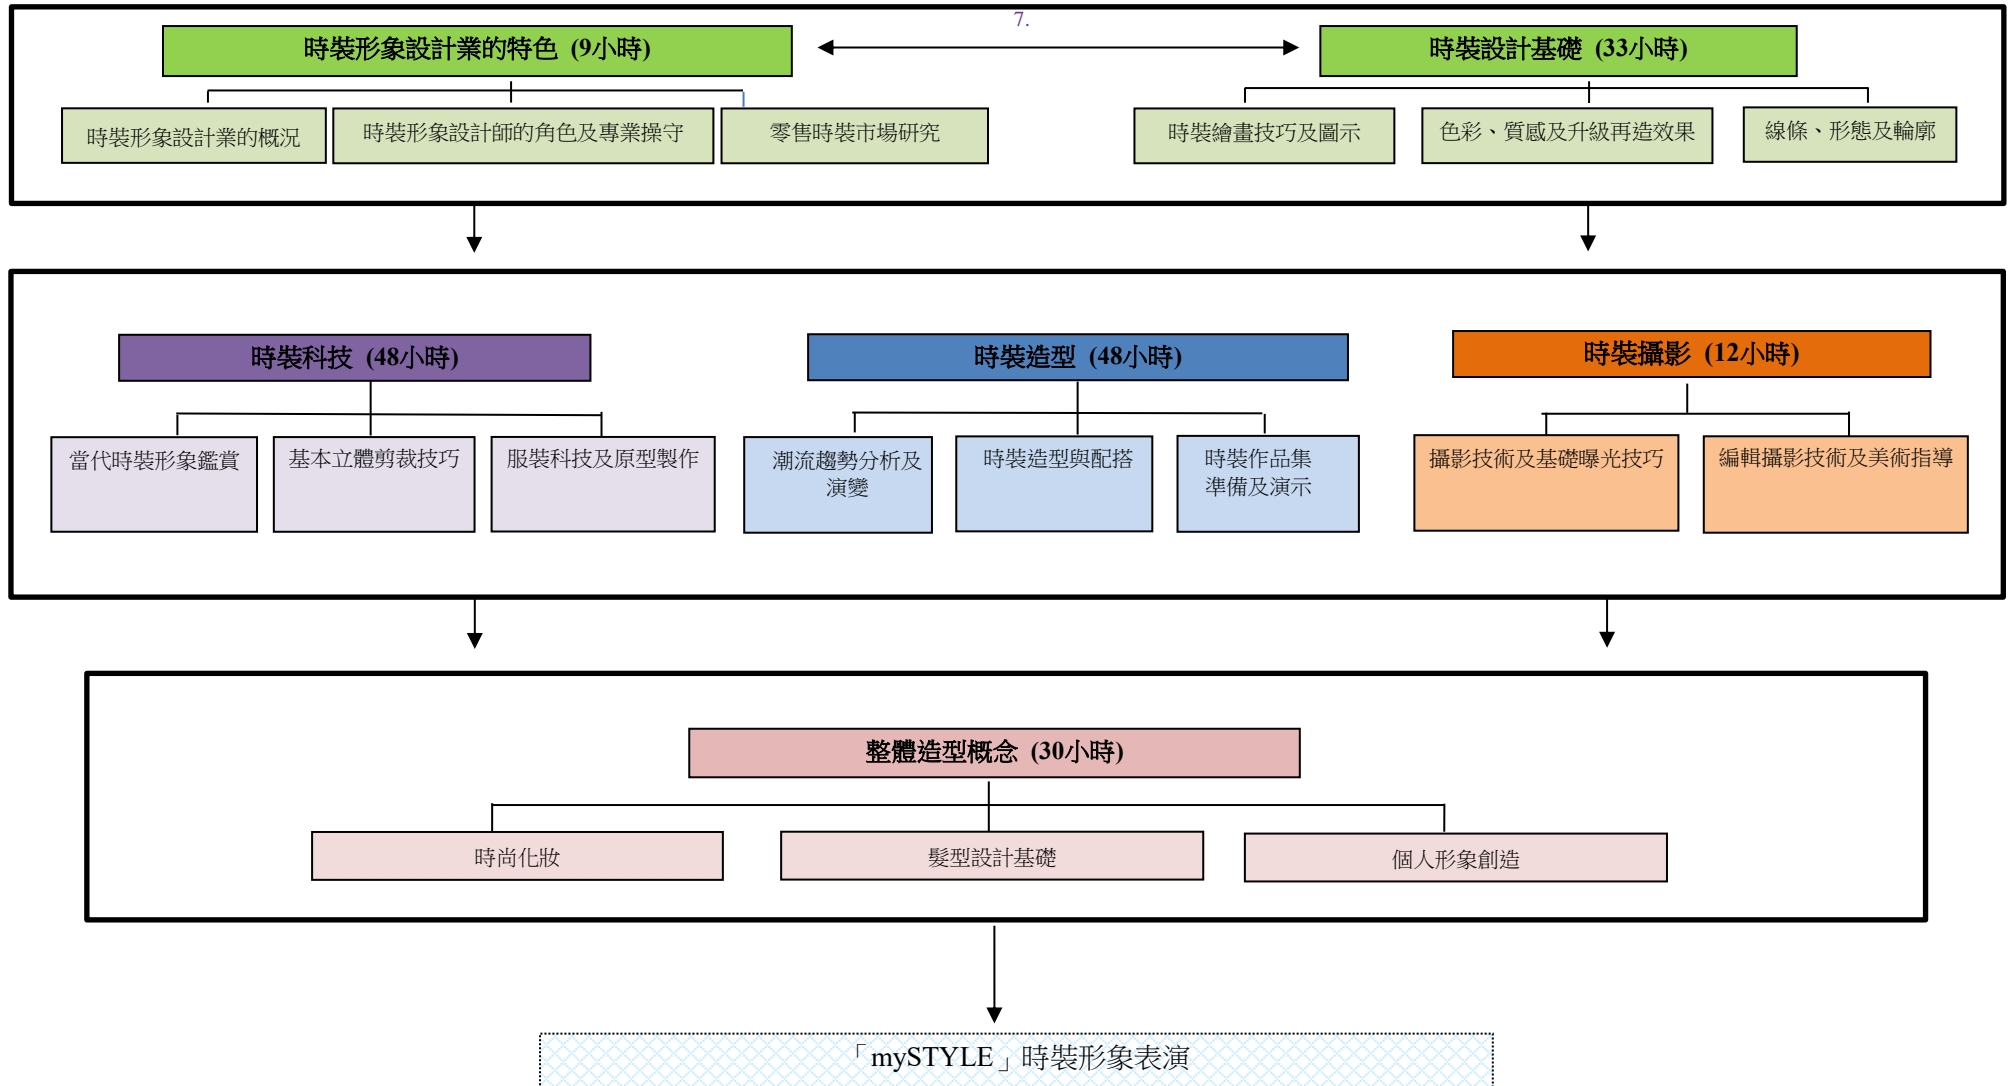 7.
時裝形象設計業的特色 (9小時)
時裝設計基礎 (33小時)
時裝形象設計業的概況
時裝形象設計師的角色及專業操守
零售時裝市場研究
時裝繪畫技巧及圖示
色彩、質感及升級再造效果
線條、形態及輪廓
時裝科技 (48小時)
時裝造型 (48小時)
時裝攝影 (12小時)
當代時裝形象鑑賞
基本立體剪裁技巧
服裝科技及原型製作
潮流趨勢分析及
演變
時裝造型與配搭
時裝作品集
準備及演示
攝影技術及基礎曝光技巧
編輯攝影技術及美術指導
整體造型概念 (30小時)
時尚化妝
髮型設計基礎
個人形象創造
「mySTYLE」時裝形象表演